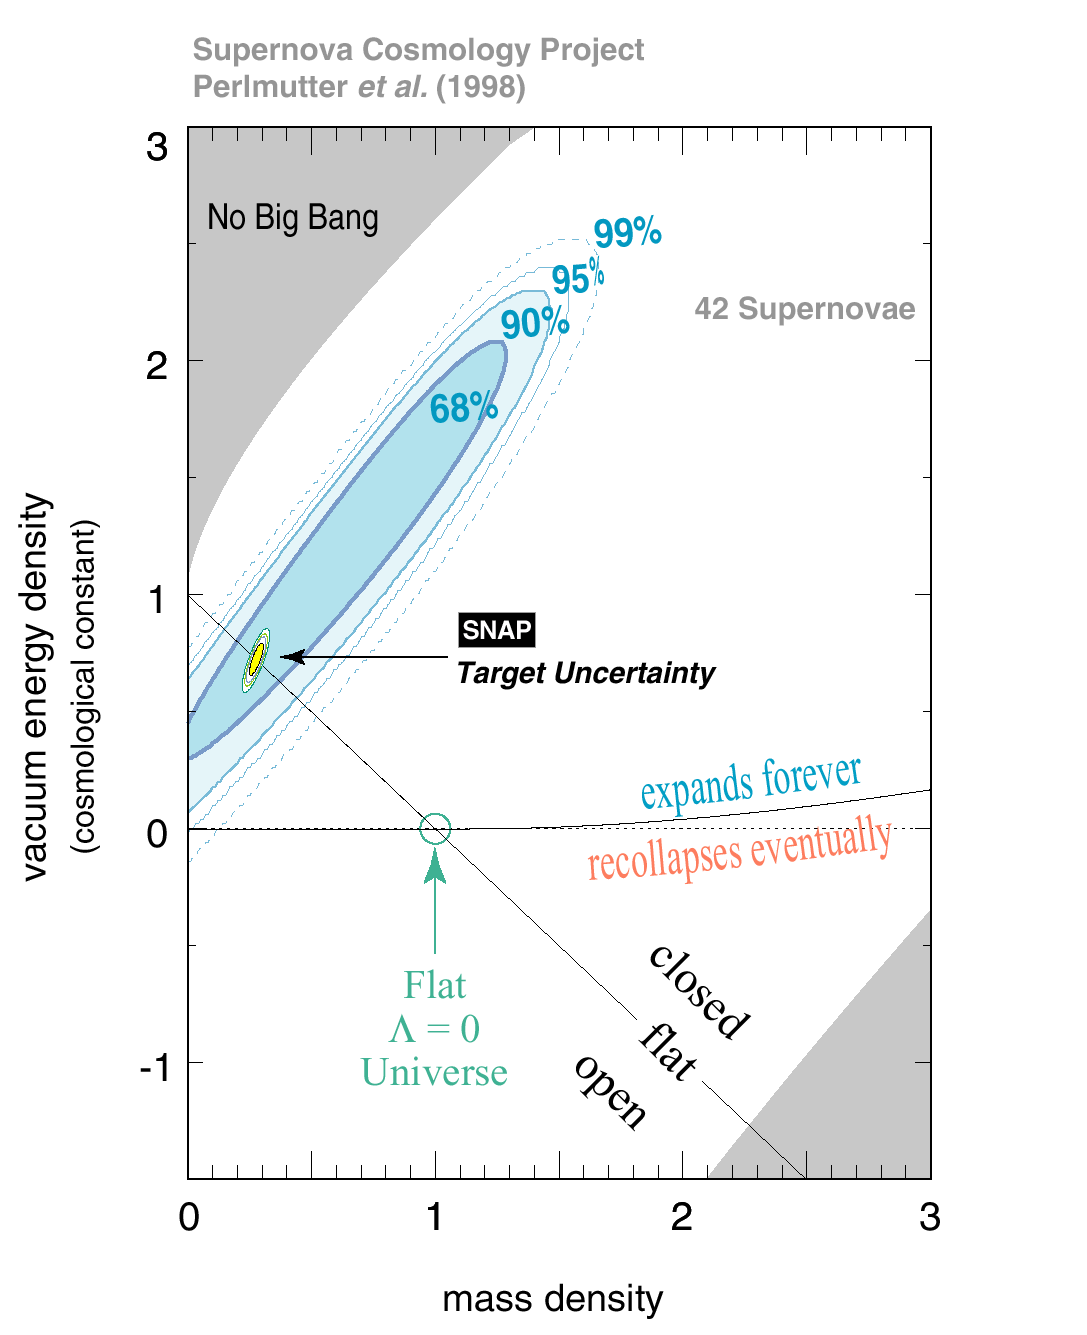 Supernova Cosmology Project
Perlmutter et al. (1998)
3
No Big Bang
99%
95%
42 Supernovae
90%
2
68%
vacuum energy density
(cosmological constant)
1
SNAP
Target Uncertainty
expands forever
0
recollapses eventually
Flat
Λ = 0
Universe
closed
flat
open
-1
0
1
2
3
mass density